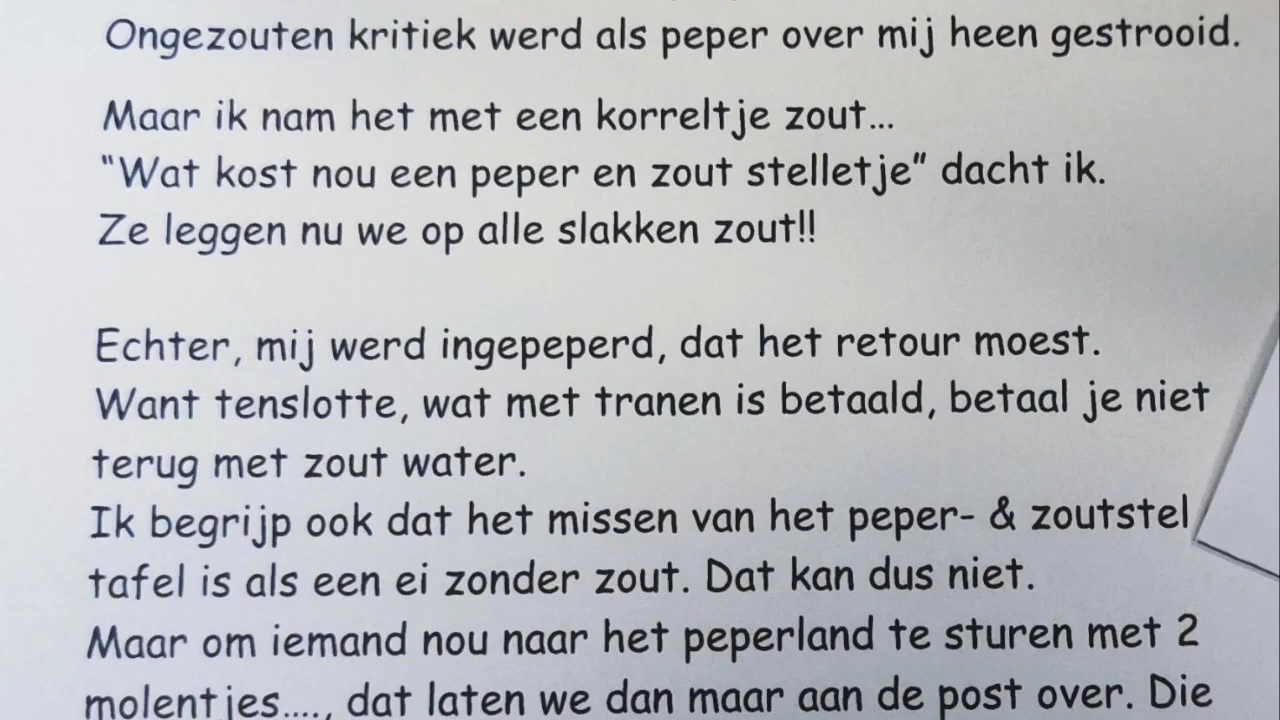 Ongezouten kritiek werd als peper over mij heen gestrooid.
Maar ik nam het met een korreltje zout...
"Wat kost nou een peper en zout stelletje" dacht ik.
Ze leggen nu we op alle slakken zout!!
Echter, mij werd ingepeperd, dat het retour moest.
Want tenslotte, wat met tranen is betaald, betaal je niet
terug met zout water.
Ik begrijp ook dat het missen van het peper- & zoutstel
tafel is als een ei zonder zout. Dat kan dus niet.
Maar om iemand nou naar het peperland te sturen met 2
molentjes...., dat laten we dan maar aan de post over. Die